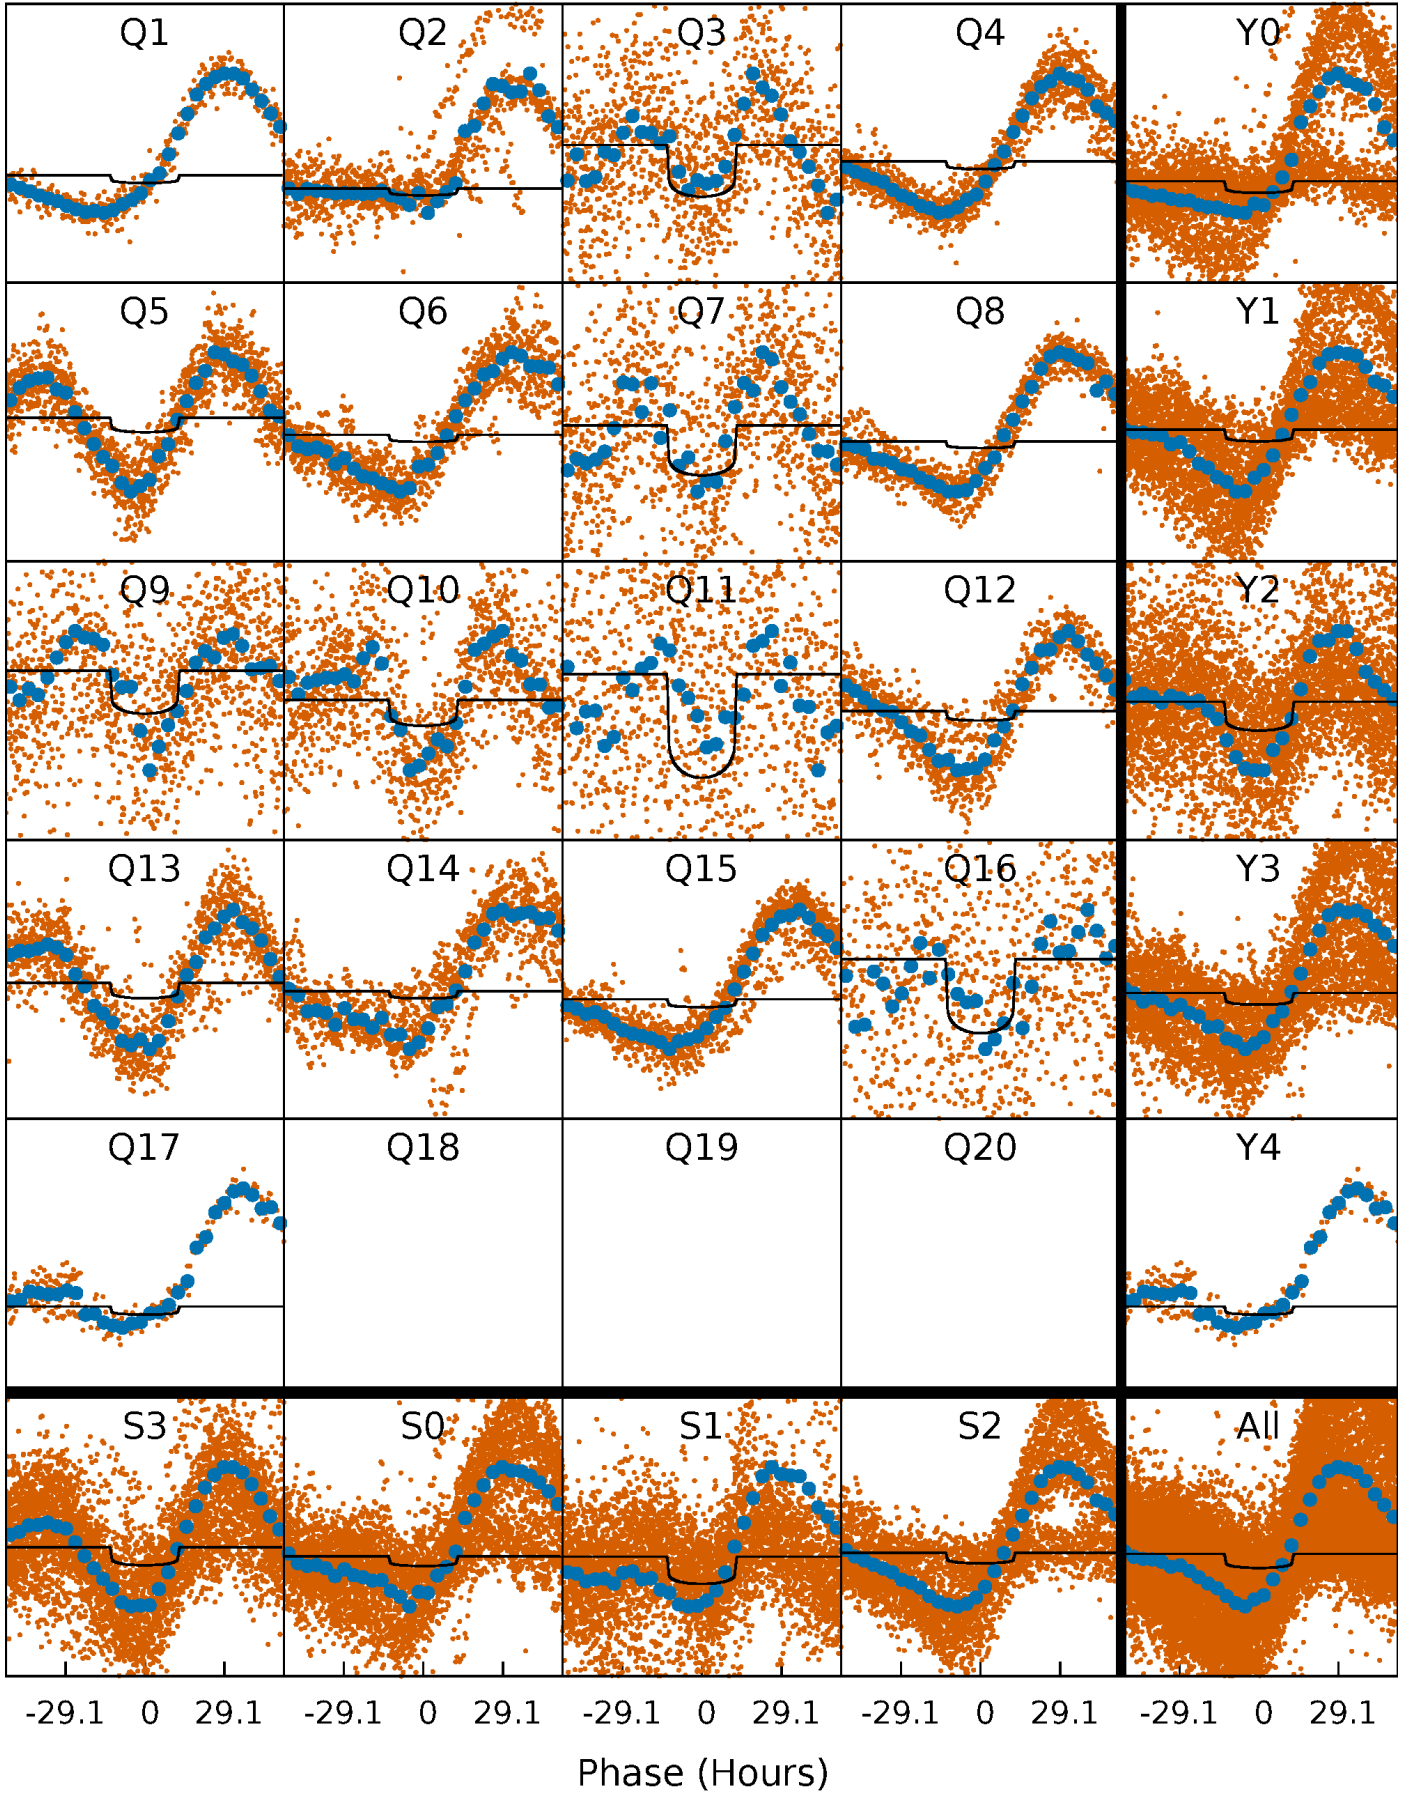 Q1 Q2 Q3 Q4 Y0
Q5 Q6 Q7 Q8 Y1
Q9 Q10 Q11 Q12 Y2
Q13 Q14 Q15 Q16 Y3
Q17 Q18 Q19 Q20 Y4
S3 S0 S1 S2 All
-29.1 0 29.1 -29.1 0 29.1 -29.1 0 29.1 -29.1 0 29.1 -29.1 0 29.1
Phase (Hours)